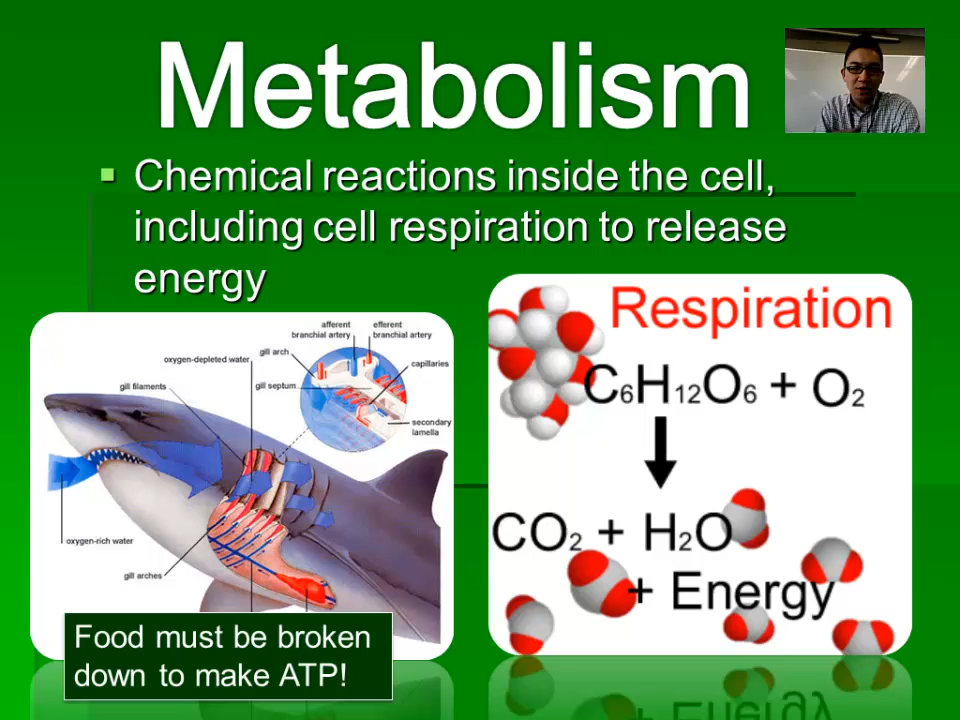 Metabolism
Chemical reactions inside the cell,
including cell respiration to release
energy
afferent
branchial artery
efferent
branchial artery
gill arch
capillaries
oxygen-depleted water
gill filaments
gill septum
secondary
lamella
oxygen-rich water
gill arches
Food must be broken
down to make ATP!
Respiration
C₆H₁₂O₆ + O₂
CO₂ + H₂O
+ Energy